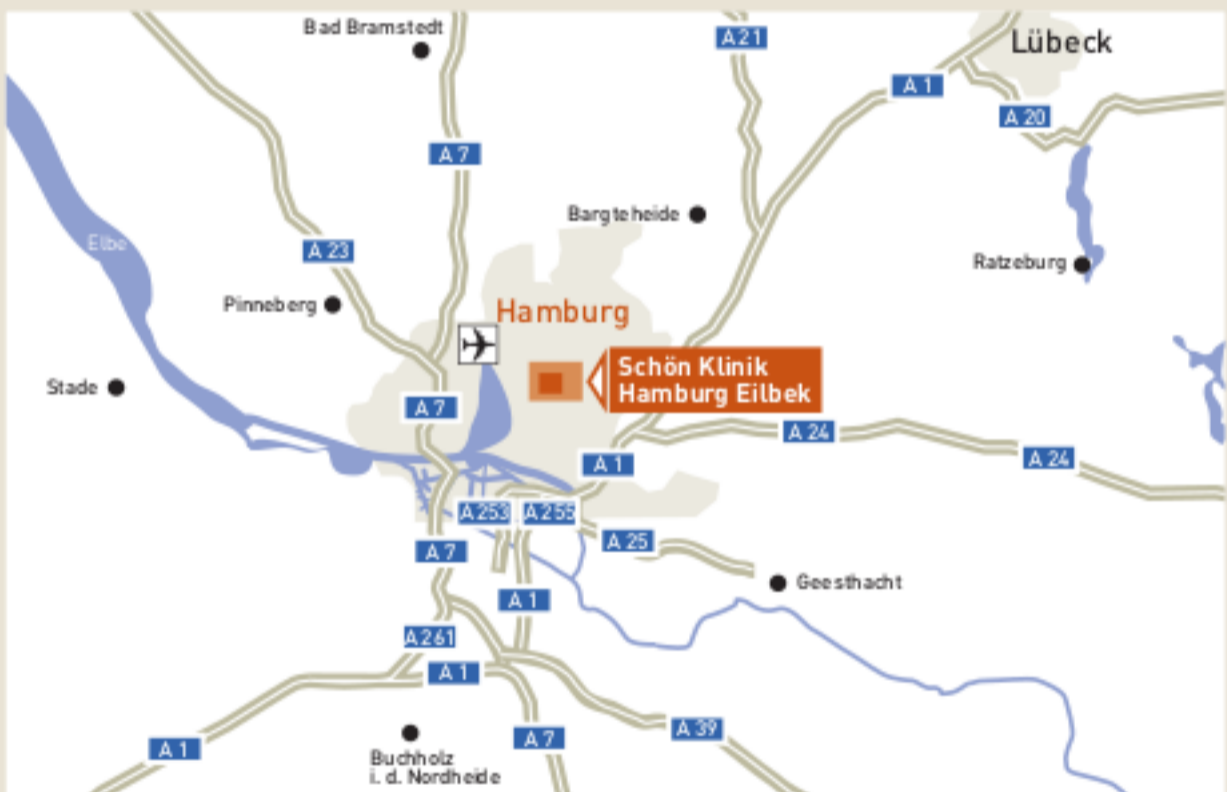 Bad Bramstedt
A 21
Lübeck
A 1
A 20
A 7
Bargteheide
Elbe
A 23
Ratzeburg
Pinneberg
Hamburg
Schön Klinik
Hamburg Eilbek
Stade
A 7
A 24
A 24
A 1
A 253
A 255
A 25
A 7
Geesthacht
A 1
A 261
A 1
A 39
A 7
A 1
Buchholz
i. d. Nordheide